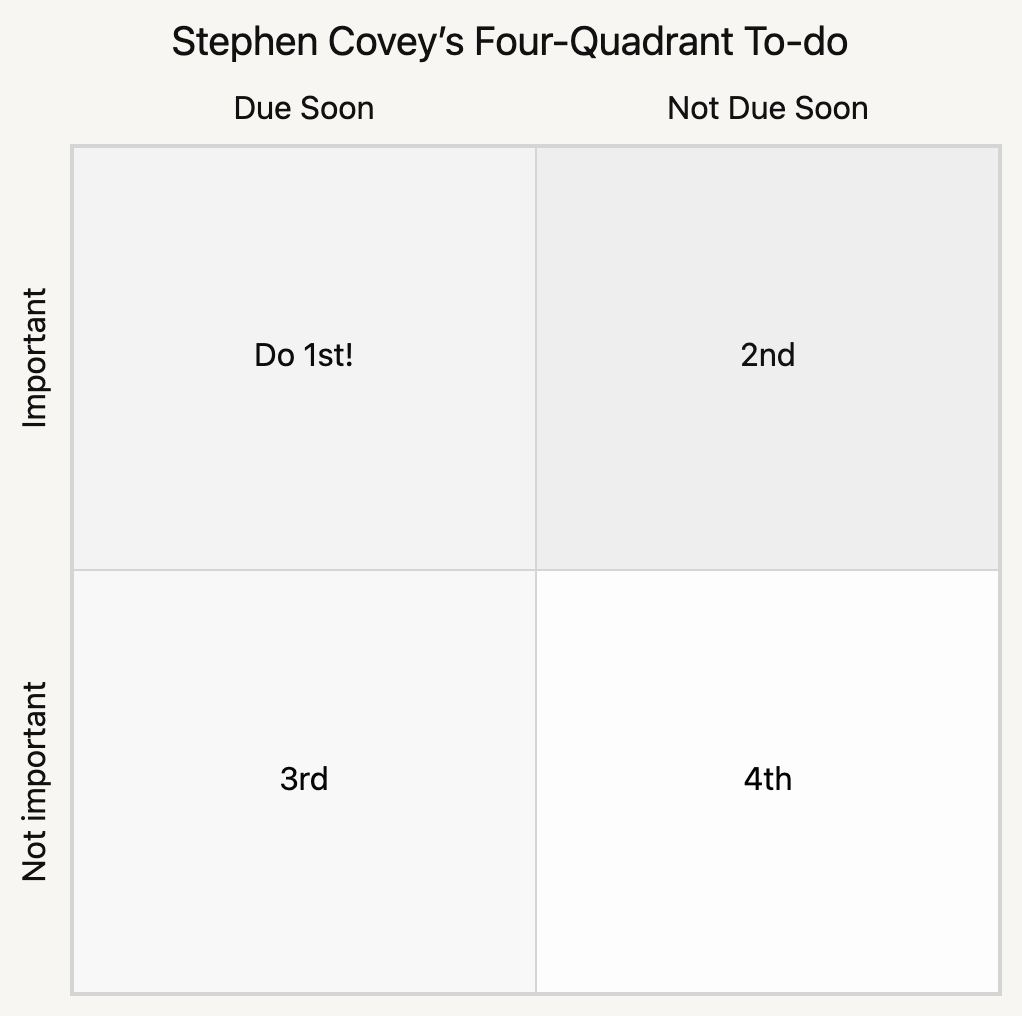 Stephen Covey’s Four-Quadrant To-do
Due Soon
Not Due Soon
Important
Do 1st!
2nd
Not important
3rd
4th